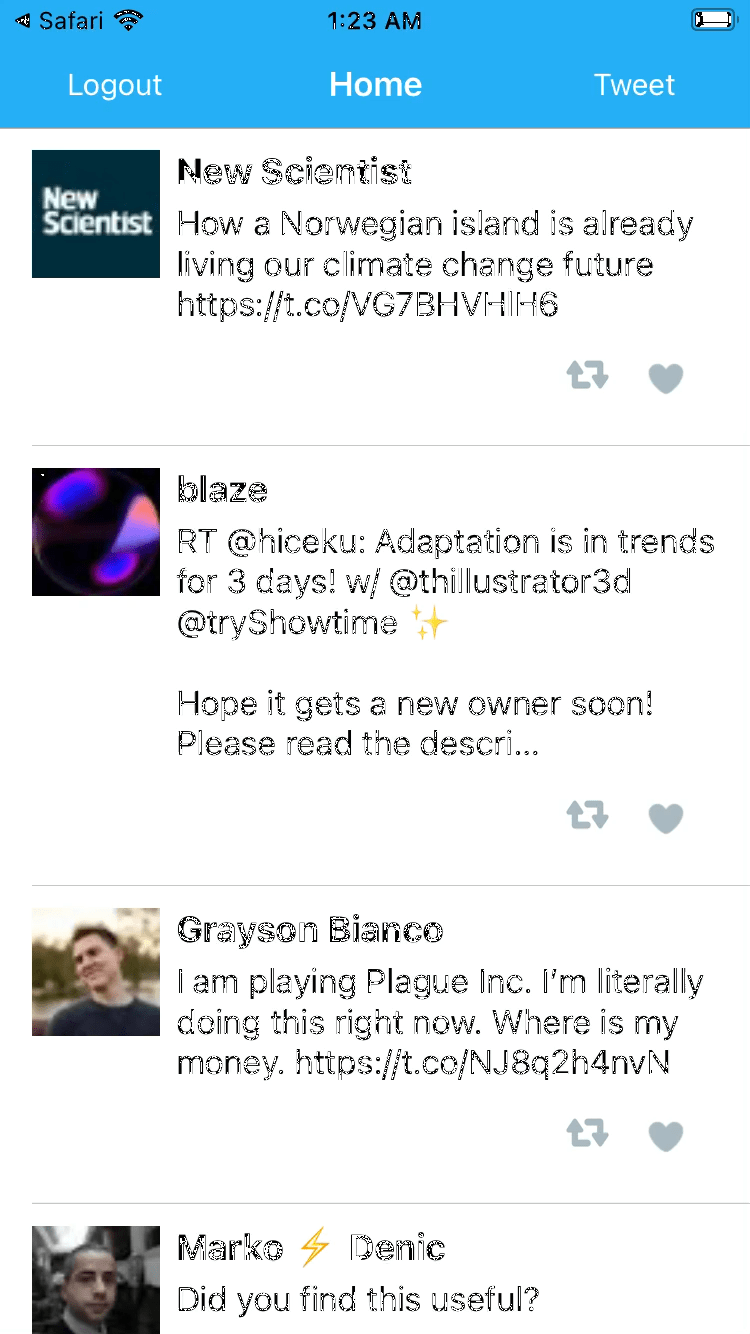 Safari
1:23 AM
Logout
Home
Tweet
New
Scientist
New Scientist
How a Norwegian island is already
living our climate change future
https://t.co/VG7BHVHlH6
blaze
RT @hiceku: Adaptation is in trends
for 3 days! w/ @thillustrator3d
@tryShowtime ✨
Hope it gets a new owner soon!
Please read the descri...
Grayson Bianco
I am playing Plague Inc. I’m literally
doing this right now. Where is my
money. https://t.co/NJ8q2h4nvN
Marko ⚡ Denic
Did you find this useful?